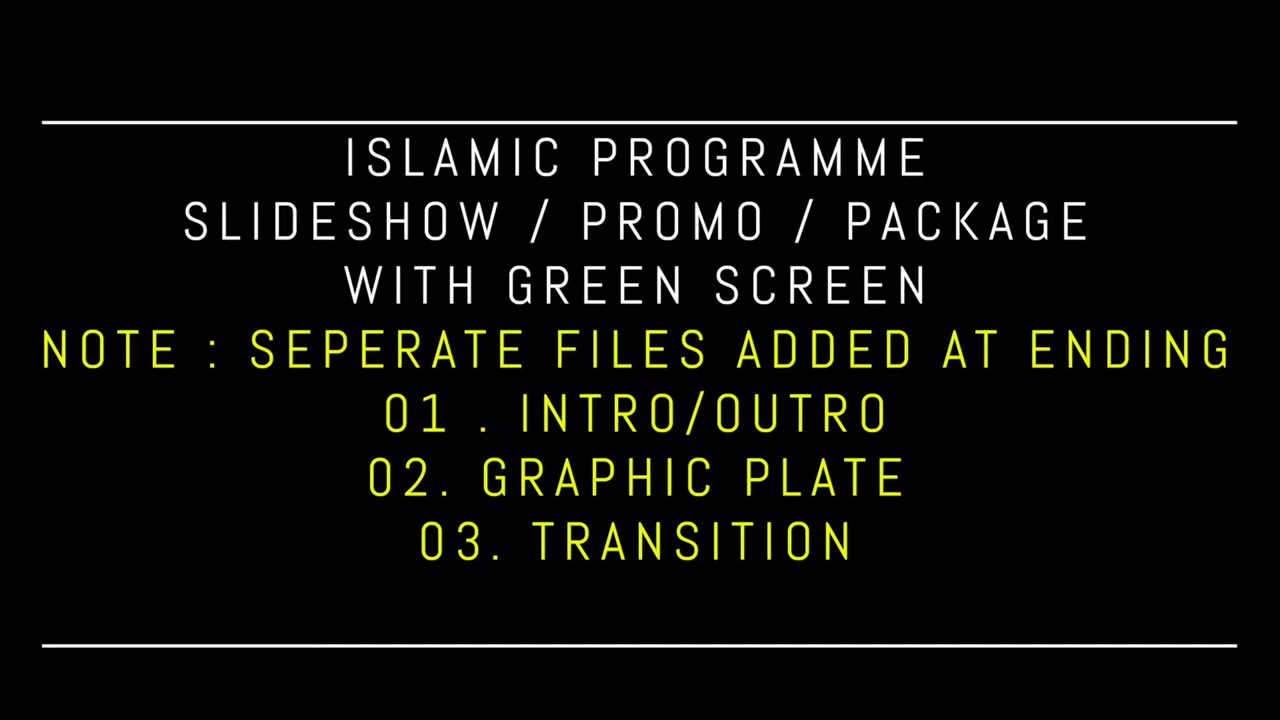 ISLAMIC PROGRAMME
SLIDESHOW / PROMO / PACKAGE
WITH GREEN SCREEN
NOTE : SEPERATE FILES ADDED AT ENDING
01 . INTRO/OUTRO
02. GRAPHIC PLATE
03. TRANSITION